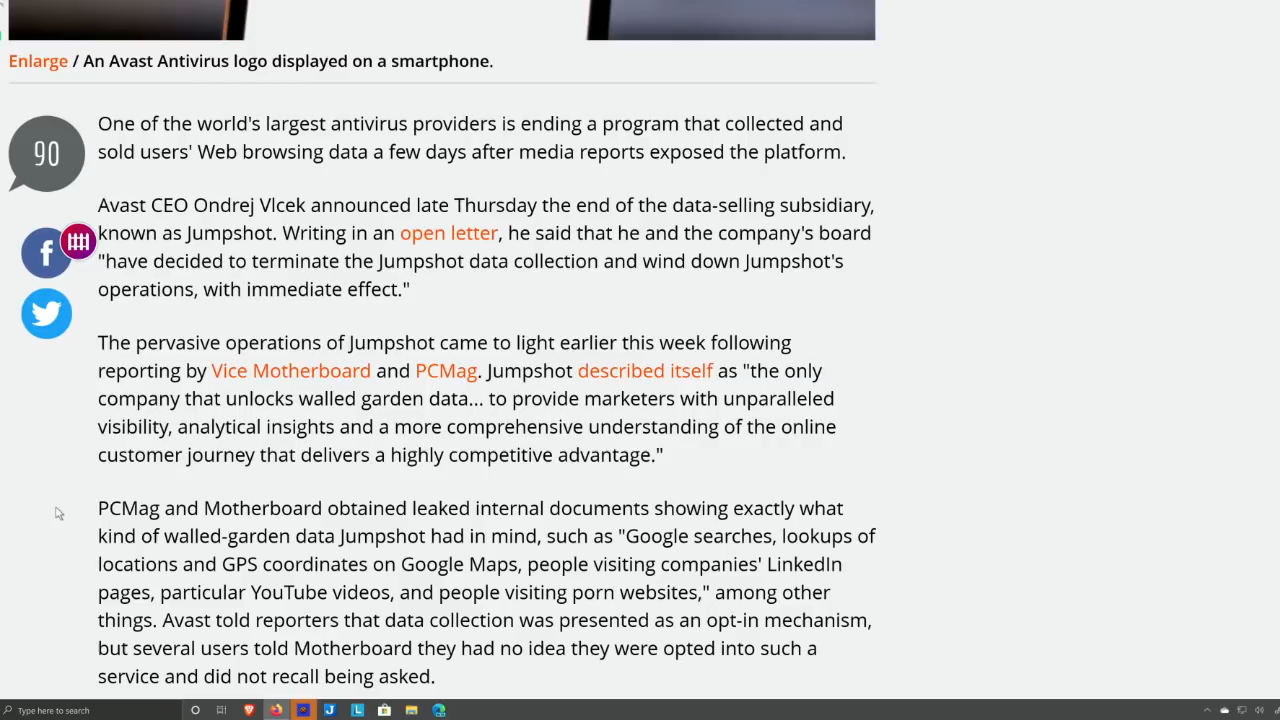 Enlarge / An Avast Antivirus logo displayed on a smartphone.
90
One of the world's largest antivirus providers is ending a program that collected and
sold users' Web browsing data a few days after media reports exposed the platform.
Avast CEO Ondrej Vlcek announced late Thursday the end of the data-selling subsidiary,
known as Jumpshot. Writing in an open letter, he said that he and the company's board
"have decided to terminate the Jumpshot data collection and wind down Jumpshot's
operations, with immediate effect."
The pervasive operations of Jumpshot came to light earlier this week following
reporting by Vice Motherboard and PCMag. Jumpshot described itself as "the only
company that unlocks walled garden data... to provide marketers with unparalleled
visibility, analytical insights and a more comprehensive understanding of the online
customer journey that delivers a highly competitive advantage."
PCMag and Motherboard obtained leaked internal documents showing exactly what
kind of walled-garden data Jumpshot had in mind, such as "Google searches, lookups of
locations and GPS coordinates on Google Maps, people visiting companies' LinkedIn
pages, particular YouTube videos, and people visiting porn websites," among other
things. Avast told reporters that data collection was presented as an opt-in mechanism,
but several users told Motherboard they had no idea they were opted into such a
service and did not recall being asked.
Type here to search